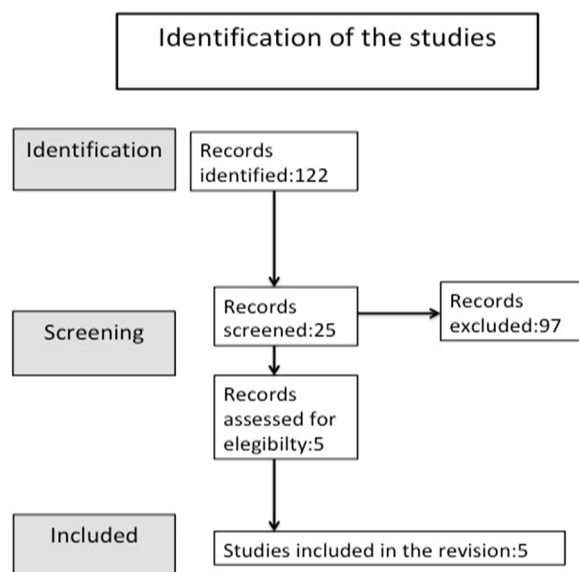 Identification of the studies
Identification
Records
identified:122
Screening
Records
screened:25
Records
excluded:97
Records
assessed for
elegibilty:5
Included
Studies included in the revision:5